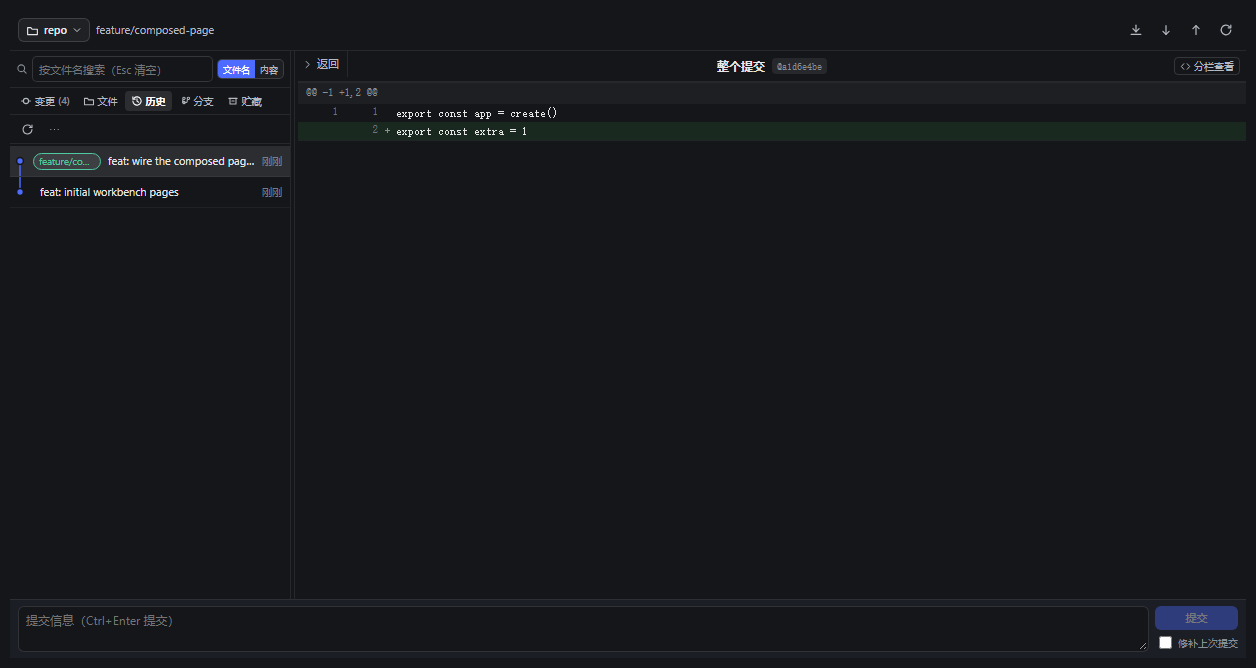 repo feature/composed-page
按文件名搜索（Esc 清空） 文件名 内容
返回 整个提交 @a1d6e4be 分栏查看
变更 (4) 文件 历史 分支 贮藏
@@ -1 +1,2 @@
1 1 export const app = create()
2 + export const extra = 1
...
feature/co... feat: wire the composed pag... 刚刚
feat: initial workbench pages 刚刚
提交信息（Ctrl+Enter 提交） 提交
修补上次提交